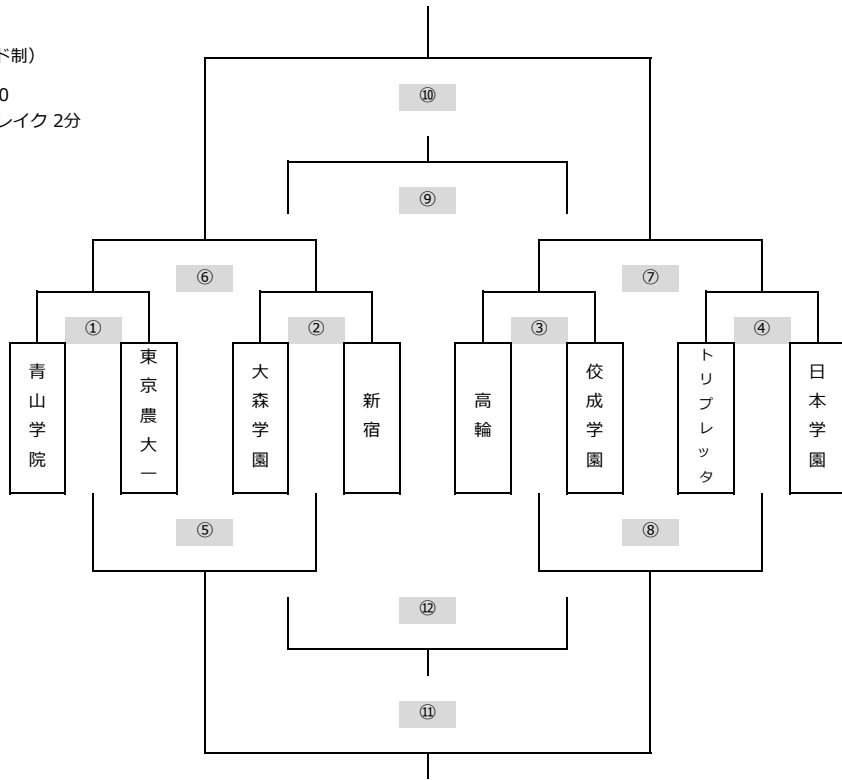 ド制）
⑩
0
レイク 2分
⑨
⑥
⑦
①
②
③
④
青山学院
東京農大一
大森学園
新宿
高輪
佼成学園
トリプレッタ
日本学園
⑤
⑧
⑫
⑪